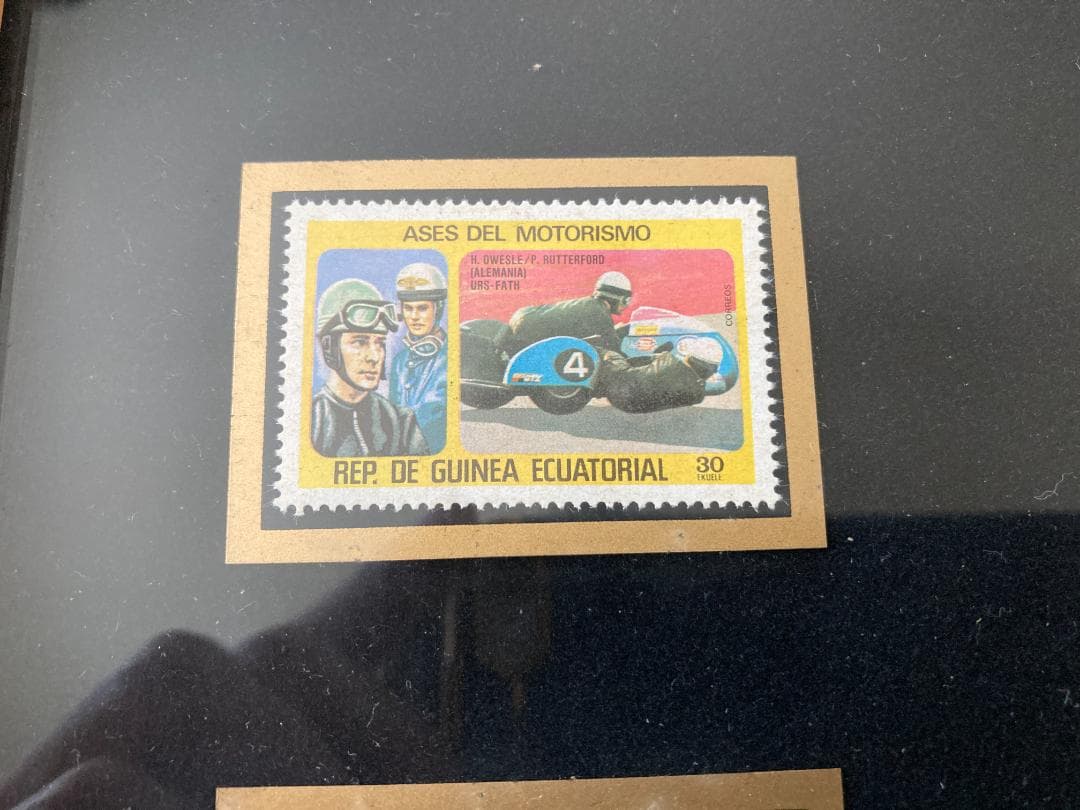 ASES DEL MOTORISMO
H. OWESLE/P. RUTTERFORD
(ALEMANIA)
URS-FATH
CORREOS
4
REP. DE GUINEA ECUATORIAL
30
EKUELE